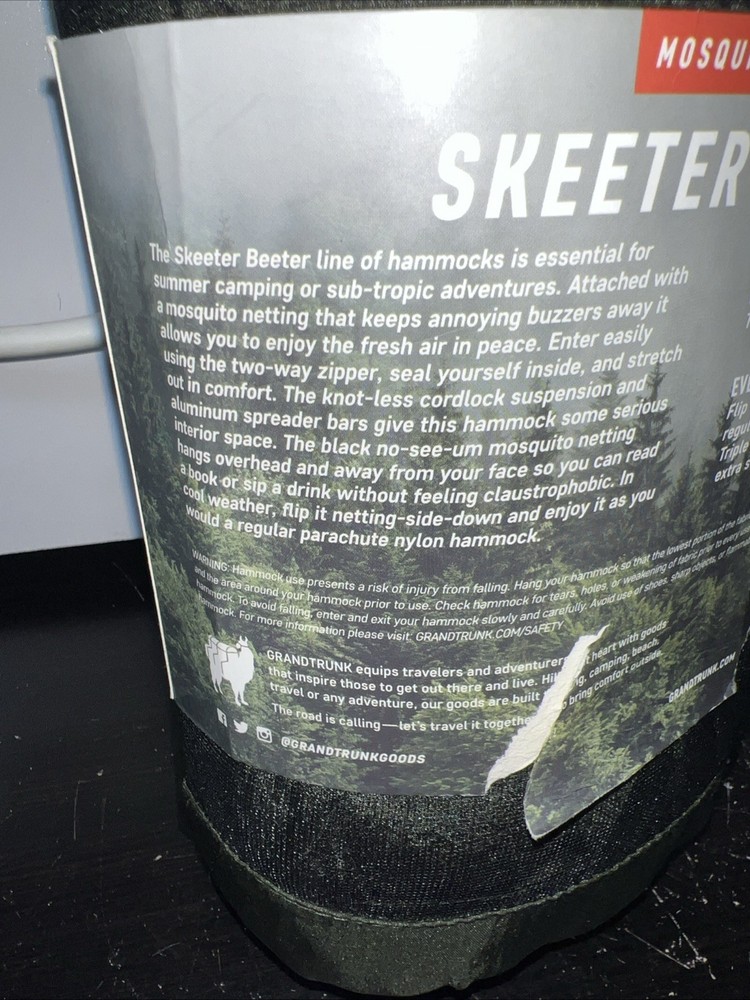 MOSQU
SKEETER
The Skeeter Beeter line of hammocks is essential for
summer camping or sub-tropic adventures. Attached with
a mosquito netting that keeps annoying buzzers away it
allows you to enjoy the fresh air in peace. Enter easily
using the two-way zipper, seal yourself inside, and stretch
out in comfort. The knot-less cordlock suspension and
aluminum spreader bars give this hammock some serious
interior space. The black no-see-um mosquito netting
hangs overhead and away from your face so you can read
a book or sip a drink without feeling claustrophobic. In
cool weather, flip it netting-side-down and enjoy it as you
would a regular parachute nylon hammock.
EV
Flip
regu
Triple
extra s
WARNING: Hammock use presents a risk of injury from falling. Hang your hammock so that the lowest portion of the
and the area around your hammock prior to use. Check hammock for tears, holes, or weakening of fabric prior to every
hammock. To avoid falling, enter and exit your hammock slowly and carefully. Avoid use of shoes, sharp objects, or
hammock. For more information please visit. GRANDTRUNK.COM/SAFETY
GRANDTRUNK equips travelers and adventurer heart with goods
that inspire those to get out there and live. Hi ng, camping, beach,
travel or any adventure, our goods are built bring comfort outside.
The road is calling—let's travel it togethe
GRANDTRUNK.COM
@GRANDTRUNKGOODS